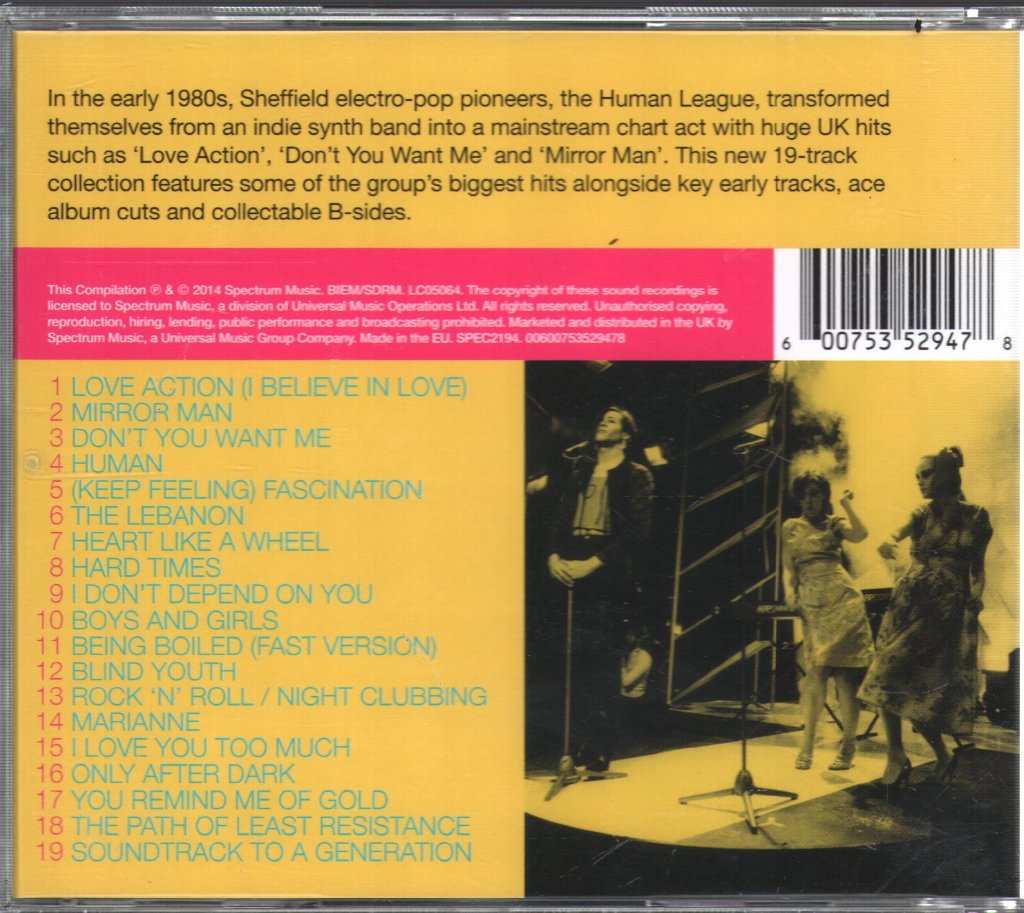 In the early 1980s, Sheffield electro-pop pioneers, the Human League, transformed
themselves from an indie synth band into a mainstream chart act with huge UK hits
such as ‘Love Action’, ‘Don’t You Want Me’ and ‘Mirror Man’. This new 19-track
collection features some of the group’s biggest hits alongside key early tracks, ace
album cuts and collectable B-sides.
This Compilation ℗ & © 2014 Spectrum Music. BIEM/SDRM. LC05064. The copyright of these sound recordings is
licensed to Spectrum Music, a division of Universal Music Operations Ltd. All rights reserved. Unauthorised copying,
reproduction, hiring, lending, public performance and broadcasting prohibited. Marketed and distributed in the UK by
Spectrum Music, a Universal Music Group Company. Made in the EU. SPEC2194. 00600753529478
6 00753 52947 8
1 LOVE ACTION (I BELIEVE IN LOVE)
2 MIRROR MAN
3 DON’T YOU WANT ME
4 HUMAN
5 (KEEP FEELING) FASCINATION
6 THE LEBANON
7 HEART LIKE A WHEEL
8 HARD TIMES
9 I DON’T DEPEND ON YOU
10 BOYS AND GIRLS
11 BEING BOILED (FAST VERSION)
12 BLIND YOUTH
13 ROCK ‘N’ ROLL / NIGHT CLUBBING
14 MARIANNE
15 I LOVE YOU TOO MUCH
16 ONLY AFTER DARK
17 YOU REMIND ME OF GOLD
18 THE PATH OF LEAST RESISTANCE
19 SOUNDTRACK TO A GENERATION